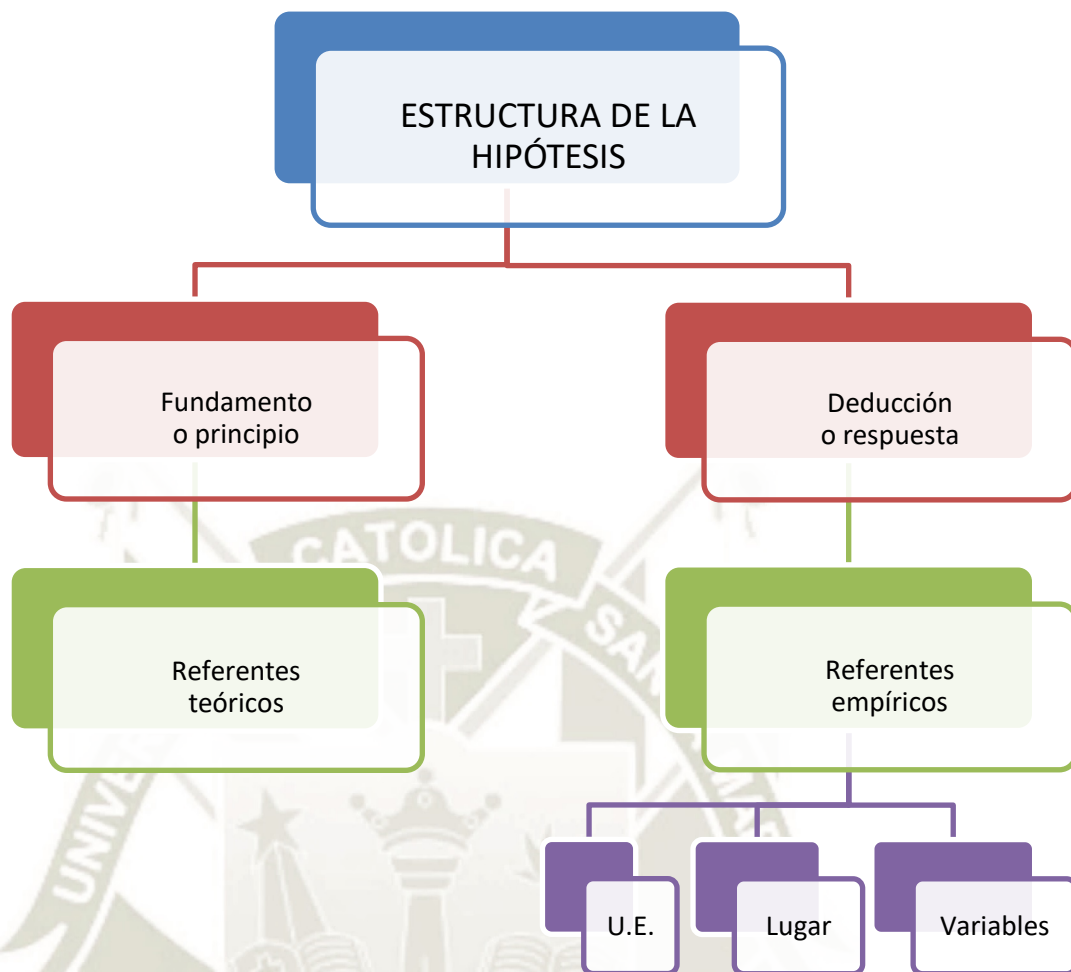 ESTRUCTURA DE LA
HIPÓTESIS
Fundamento
o principio
Deducción
o respuesta
CATOLICA
Referentes
teóricos
Referentes
empíricos
U.E.
Lugar
Variables